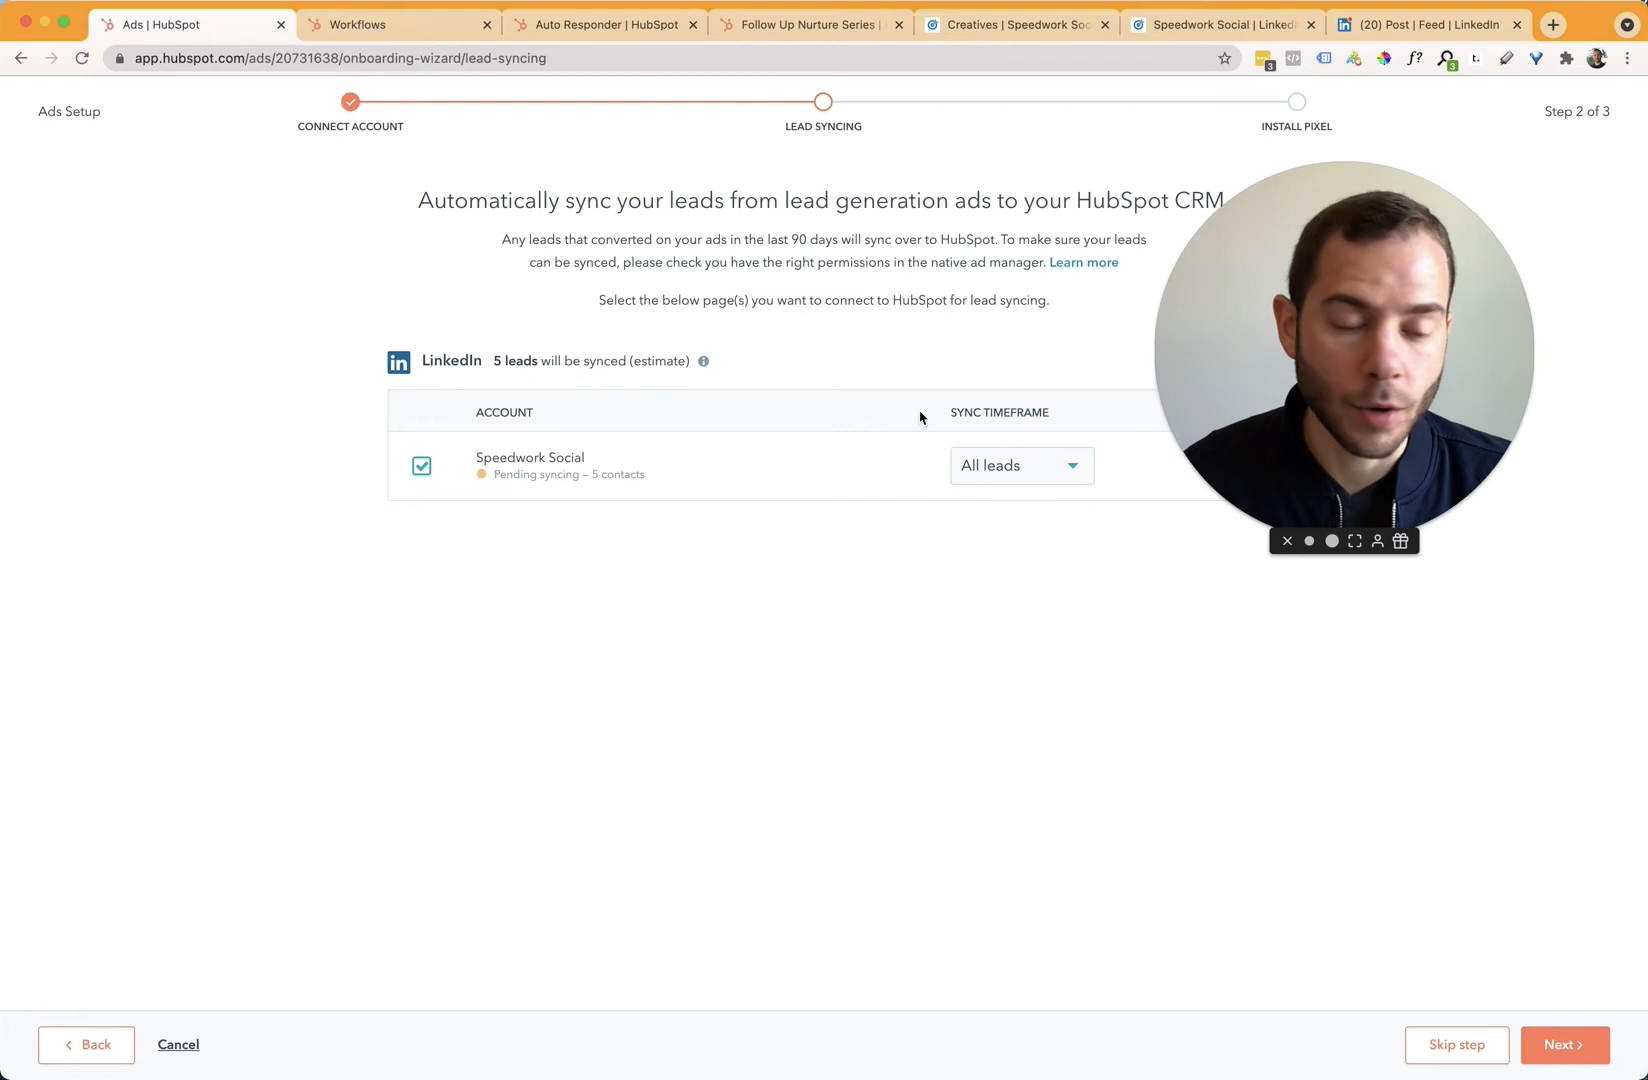 Ads | HubSpot
Workflows
Auto Responder | HubSpot
Follow Up Nurture Series |
Creatives | Speedwork Soc
Speedwork Social | LinkedI
(20) Post | Feed | LinkedIn
app.hubspot.com/ads/20731638/onboarding-wizard/lead-syncing
3
f?
3
t.
Ads Setup
CONNECT ACCOUNT
LEAD SYNCING
INSTALL PIXEL
Step 2 of 3
Automatically sync your leads from lead generation ads to your HubSpot CRM
Any leads that converted on your ads in the last 90 days will sync over to HubSpot. To make sure your leads
can be synced, please check you have the right permissions in the native ad manager. Learn more
Select the below page(s) you want to connect to HubSpot for lead syncing.
in LinkedIn 5 leads will be synced (estimate)
ACCOUNT
SYNC TIMEFRAME
Speedwork Social
Pending syncing – 5 contacts
All leads
Back
Cancel
Skip step
Next